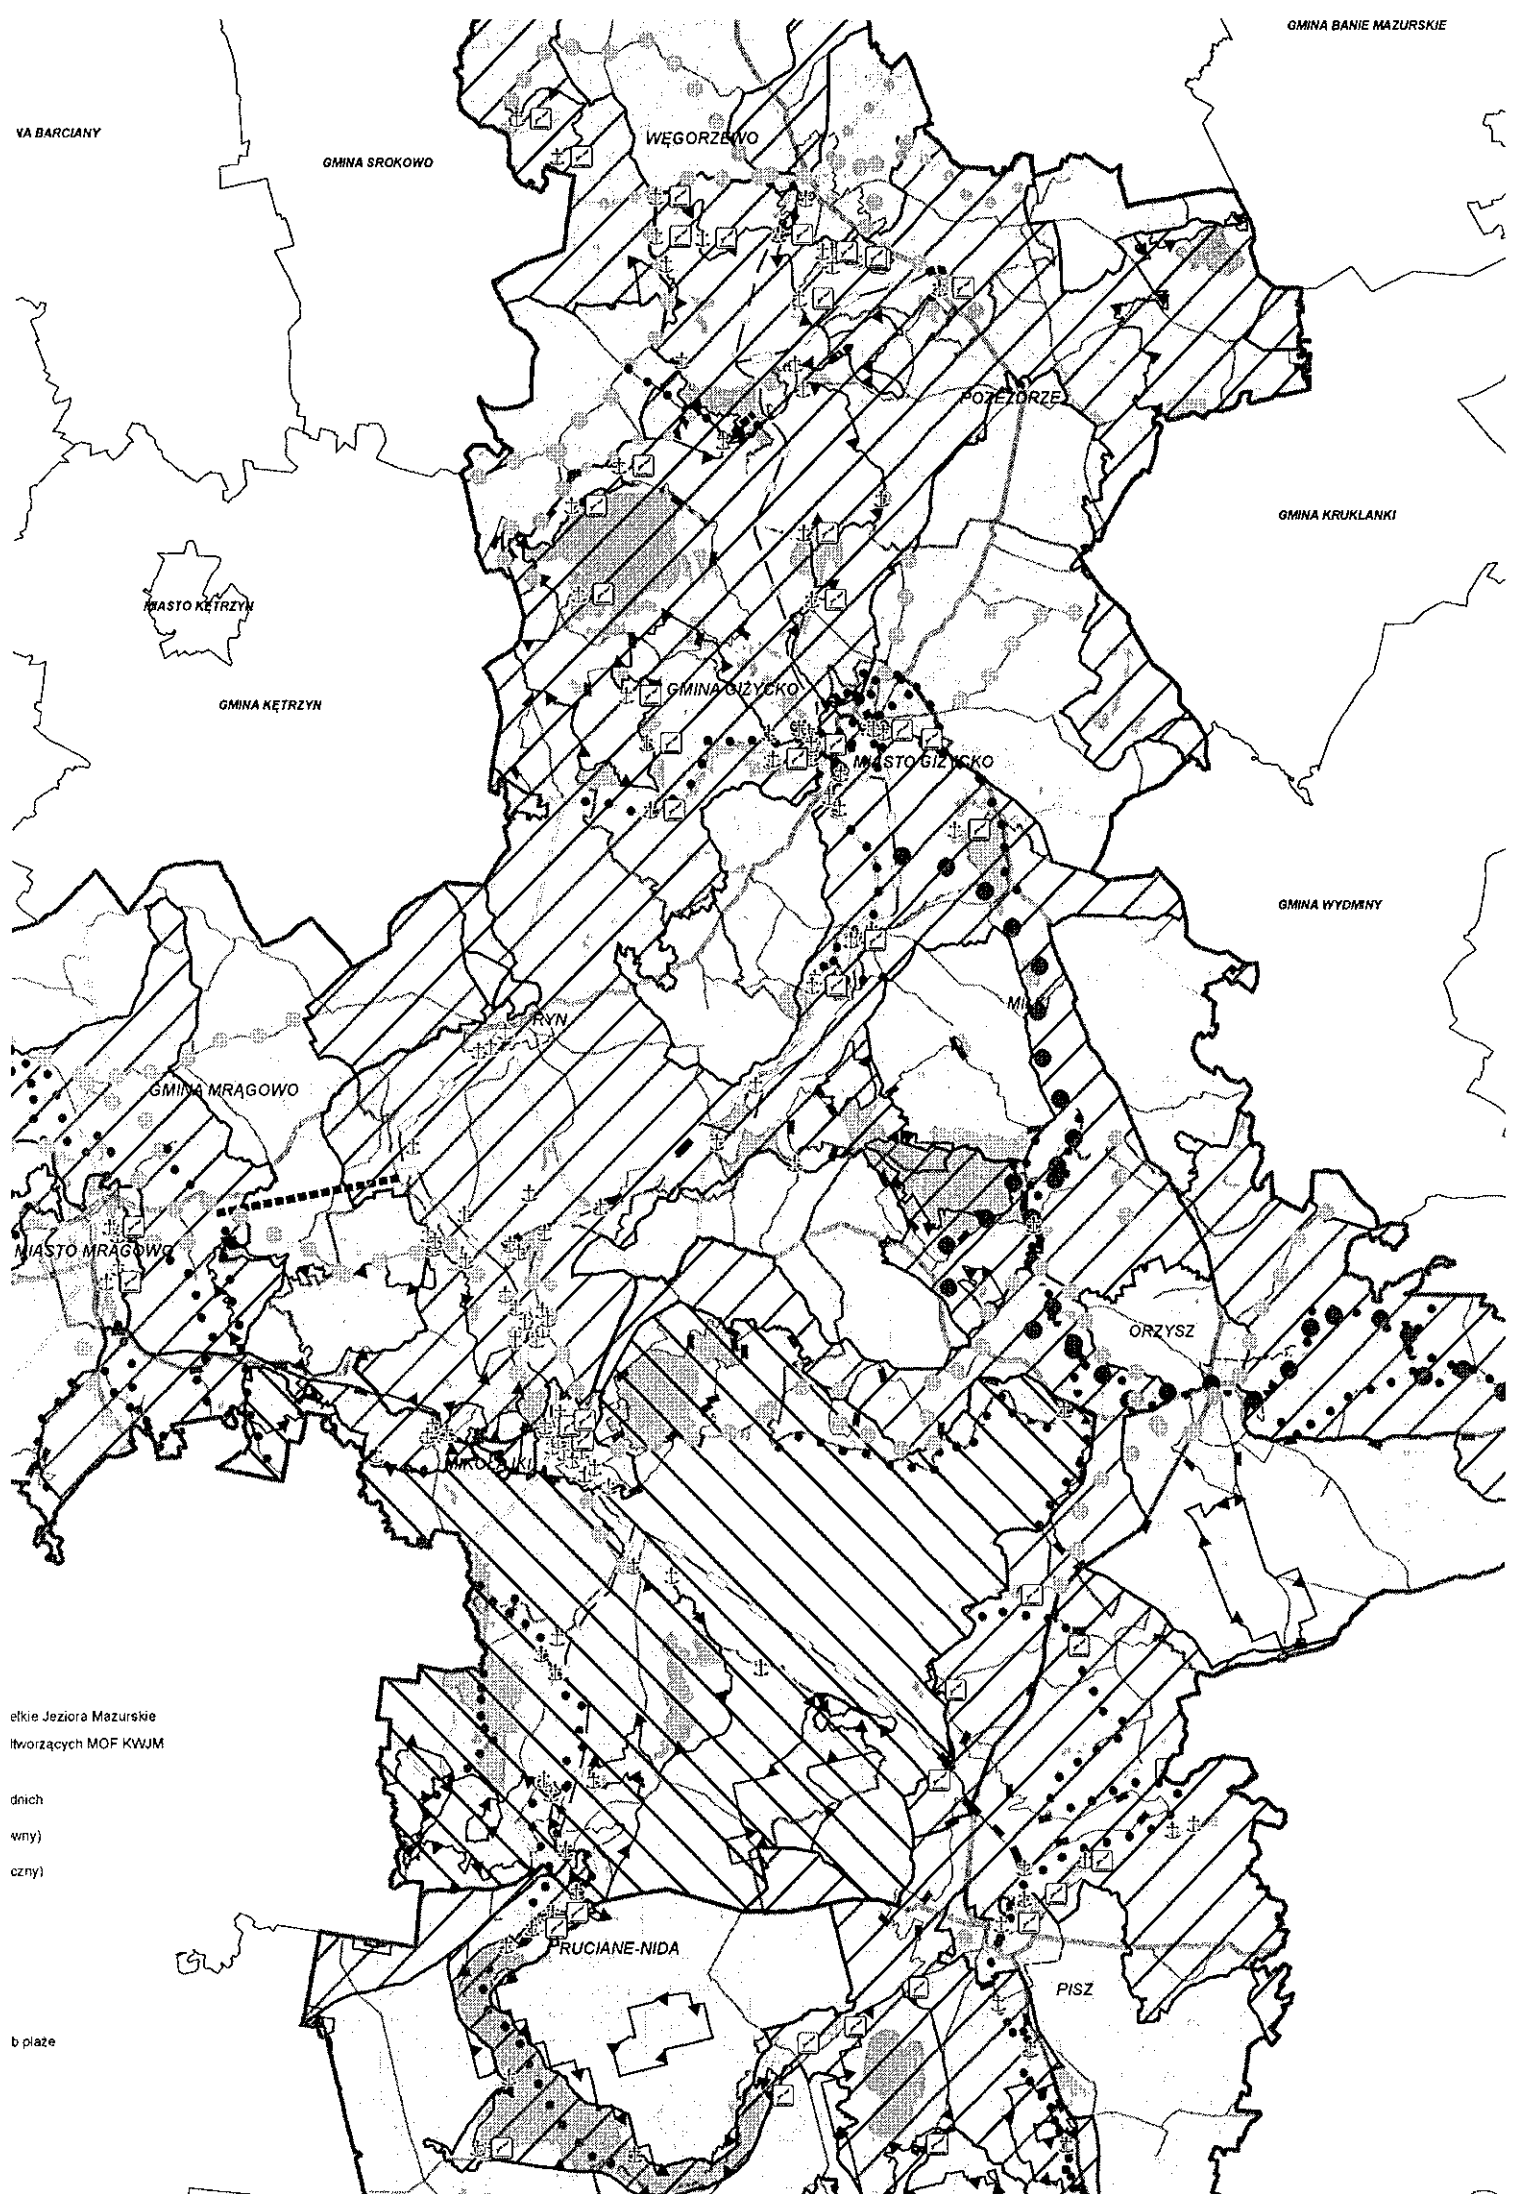 GMINA BANIE MAZURSKIE
NA BARCIANY
WĘGORZEWO
GMINA SROKOWO
POZEZDRZE
GMINA KRUKLANKI
MIASTO KĘTRZYN
GMINA GIŻYCKO
GMINA KĘTRZYN
MIASTO GIŻYCKO
GMINA WYDMINY
MIŁKI
RYN
GMINA MRĄGOWO
MIASTO MRĄGOWO
ORZYSZ
MIKOŁAJKI
elkie Jeziora Mazurskie
tworzących MOF KWJM
dnich
wny)
czny)
RUCIANE-NIDA
PISZ
b plaże